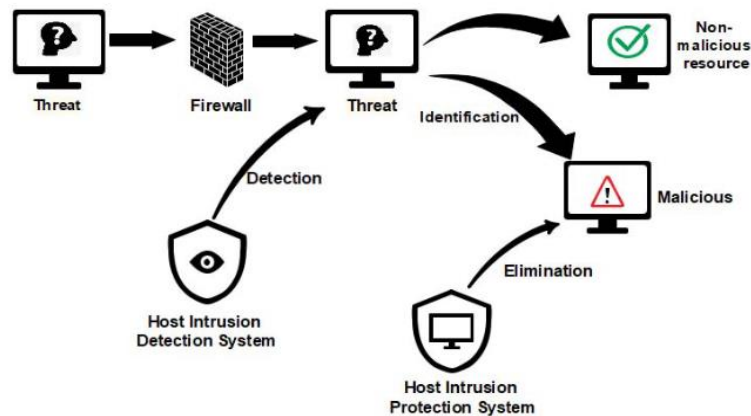 Non-
malicious
resource
Threat
Firewall
Threat
Identification
Detection
Malicious
Elimination
Host Intrusion
Detection System
Host Intrusion
Protection System